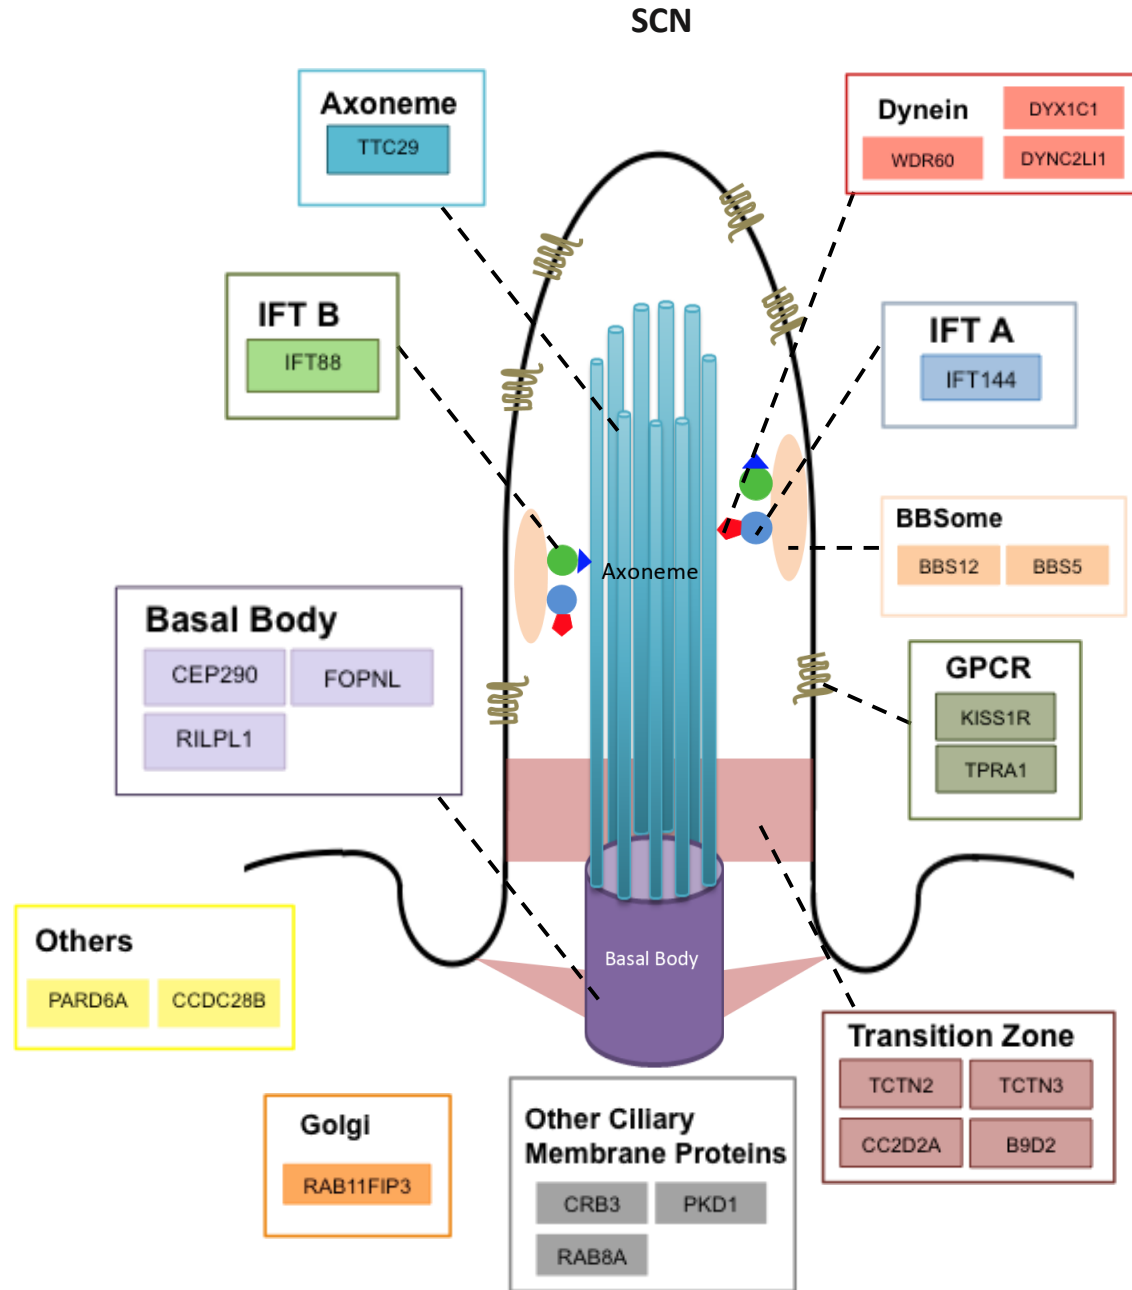 SCN
Axoneme
TTC29
Dynein
DYX1C1
WDR60
DYNC2LI1
IFT B
IFT88
IFT A
IFT144
BBSome
BBS12
BBS5
Axoneme
Basal Body
CEP290
FOPNL
RILPL1
GPCR
KISS1R
TPRA1
Others
PARD6A
CCDC28B
Basal Body
Transition Zone
TCTN2
TCTN3
CC2D2A
B9D2
Golgi
RAB11FIP3
Other Ciliary
Membrane Proteins
CRB3
PKD1
RAB8A